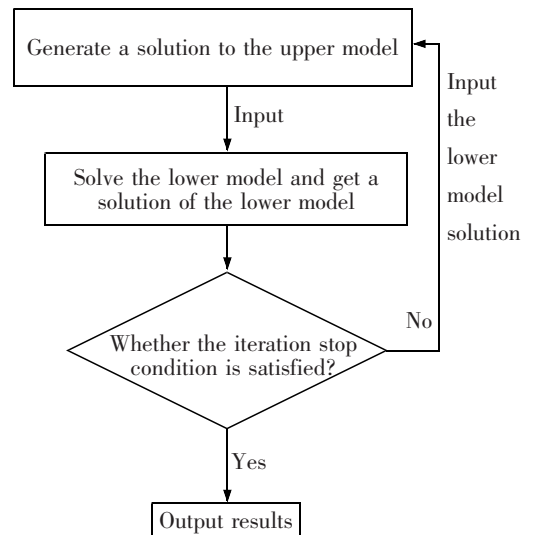 Generate a solution to the upper model
Input
Solve the lower model and get a
solution of the lower model
Whether the iteration stop
condition is satisfied?
No
Input
the
lower
model
solution
Yes
Output results